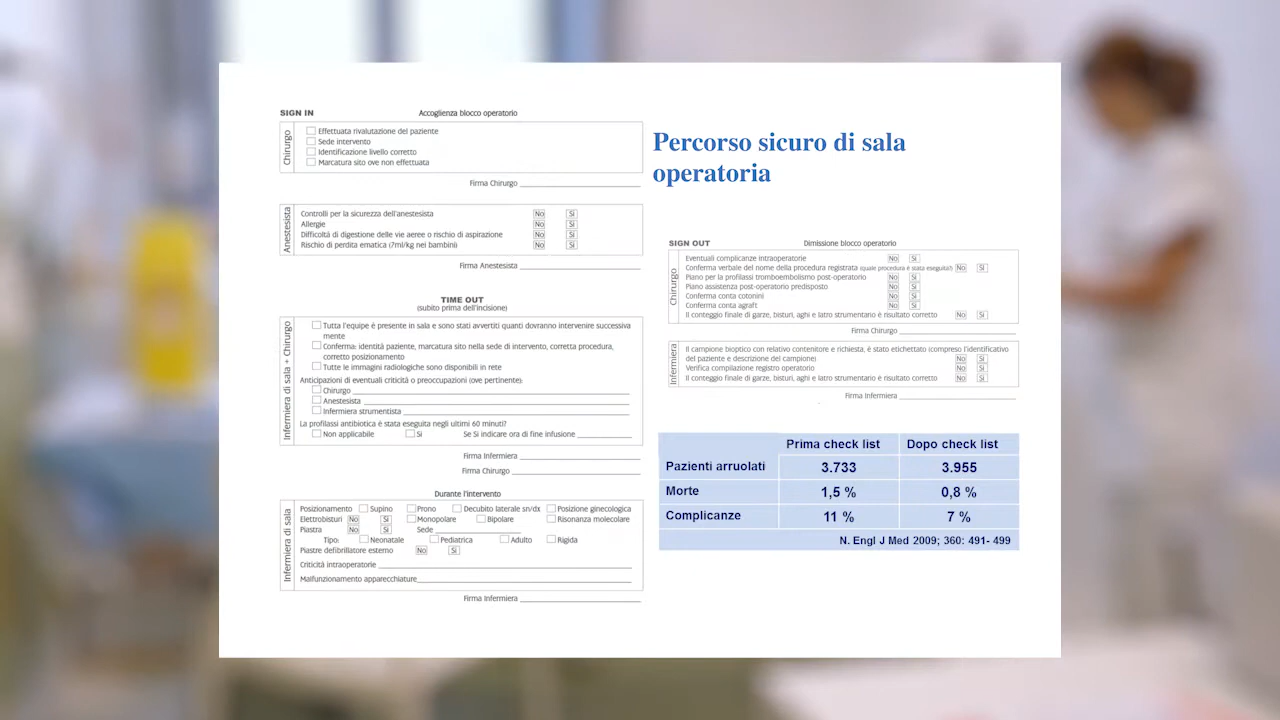 SIGN IN Accoglienza blocco operatorio
Chirurgo
Effettuata rivalutazione del paziente
Sede intervento
Identificazione livello corretto
Marcatura sito ove non effettuata
Firma Chirurgo
Anestesista
Controlli per la sicurezza dell'anestesista No Sì
Allergie No Sì
Difficoltà di digestione delle vie aeree o rischio di aspirazione No Sì
Rischio di perdita ematica (7ml/kg nei bambini) No Sì
Firma Anestesista
TIME OUT
(subito prima dell'incisione)
Infermiera di sala + Chirurgo
Tutta l'equipe è presente in sala e sono stati avvertiti quanti dovranno intervenire successiva
mente
Conferma: identità paziente, marcatura sito nella sede di intervento, corretta procedura,
corretto posizionamento
Tutte le immagini radiologiche sono disponibili in rete
Anticipazioni di eventuali criticità o preoccupazioni (ove pertinente):
Chirurgo
Anestesista
Infermiera strumentista
La profilassi antibiotica è stata eseguita negli ultimi 60 minuti?
Non applicabile Sì Se Sì indicare ora di fine infusione
Firma Infermiera
Firma Chirurgo
Durante l'intervento
Infermiera di sala
Posizionamento Supino Prono Decubito laterale sn/dx Posizione ginecologica
Elettrobisturi No Sì Monopolare Bipolare Risonanza molecolare
Piastra No Sì Sede
Tipo: Neonatale Pediatrica Adulto Rigida
Piastre defibrillatore esterno No Sì
Criticità intraoperatorie
Malfunzionamento apparecchiature
Firma Infermiera
Percorso sicuro di sala
operatoria
SIGN OUT Dimissione blocco operatorio
Chirurgo
Eventuali complicanze intraoperatorie No Sì
Conferma verbale del nome della procedura registrata (quale procedura è stata eseguita?) No Sì
Piano per la profilassi tromboembolismo post-operatorio No Sì
Piano assistenza post-operatorio predisposto No Sì
Conferma conta cotonini No Sì
Conferma conta agraft No Sì
Il conteggio finale di garze, bisturi, aghi e latro strumentario è risultato corretto No Sì
Firma Chirurgo
Infermiera
Il campione bioptico con relativo contenitore e richiesta, è stato etichettato (compreso l'identificativo
del paziente e descrizione del campione) No Sì
Verifica compilazione registro operatorio No Sì
Il conteggio finale di garze, bisturi, aghi e latro strumentario è risultato corretto No Sì
Firma Infermiera
Prima check list Dopo check list
Pazienti arruolati 3.733 3.955
Morte 1,5 % 0,8 %
Complicanze 11 % 7 %
N. Engl J Med 2009; 360: 491- 499